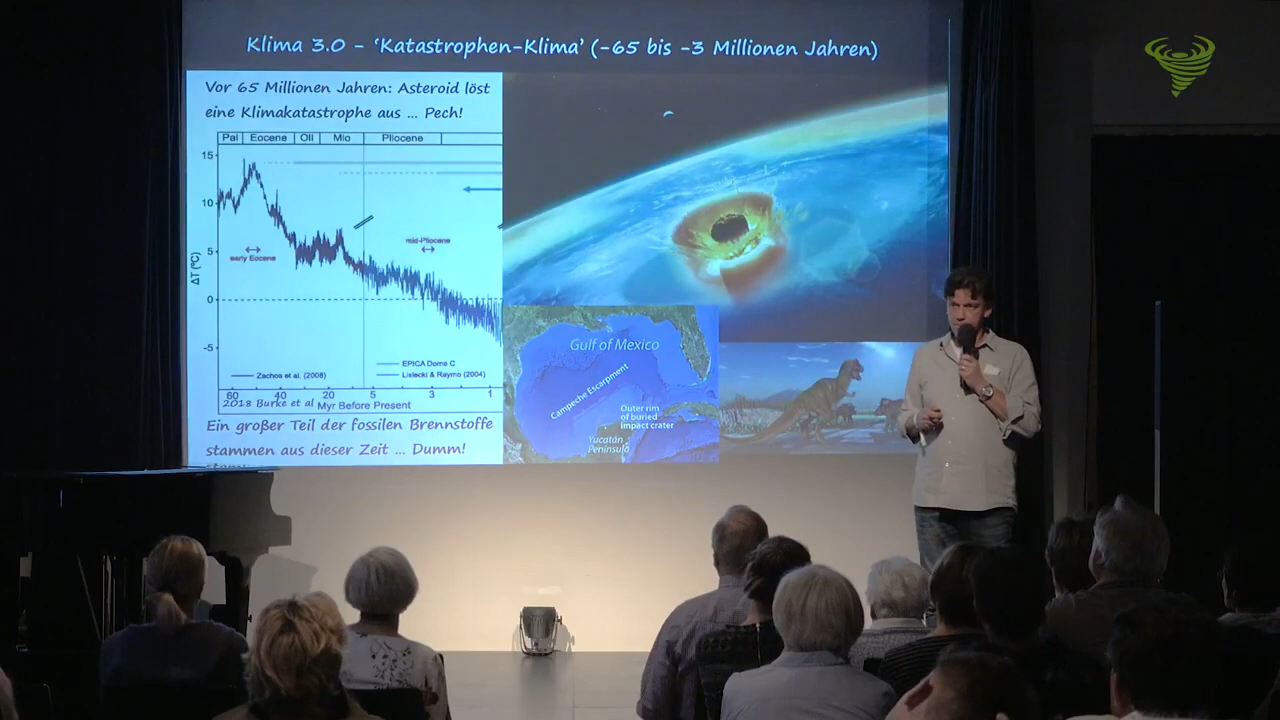 Klima 3.0 - 'Katastrophen-Klima' (-65 bis -3 Millionen Jahren)
Vor 65 Millionen Jahren: Asteroid löst
eine Klimakatastrophe aus ... Pech!
Pal Eocene Oli Mio Pliocene
15
10
5
0
-5
ΔT (°C)
early Eocene
mid-Pliocene
EPICA Dome C
Zachos et al. (2008)
Lisiecki & Raymo (2004)
60 40 20 5 3 1
2018 Burke et al
Myr Before Present
Ein großer Teil der fossilen Brennstoffe
stammen aus dieser Zeit ... Dumm!
Gulf of Mexico
Campeche Escarpment
Outer rim
of buried
impact crater
Yucatán
Peninsula